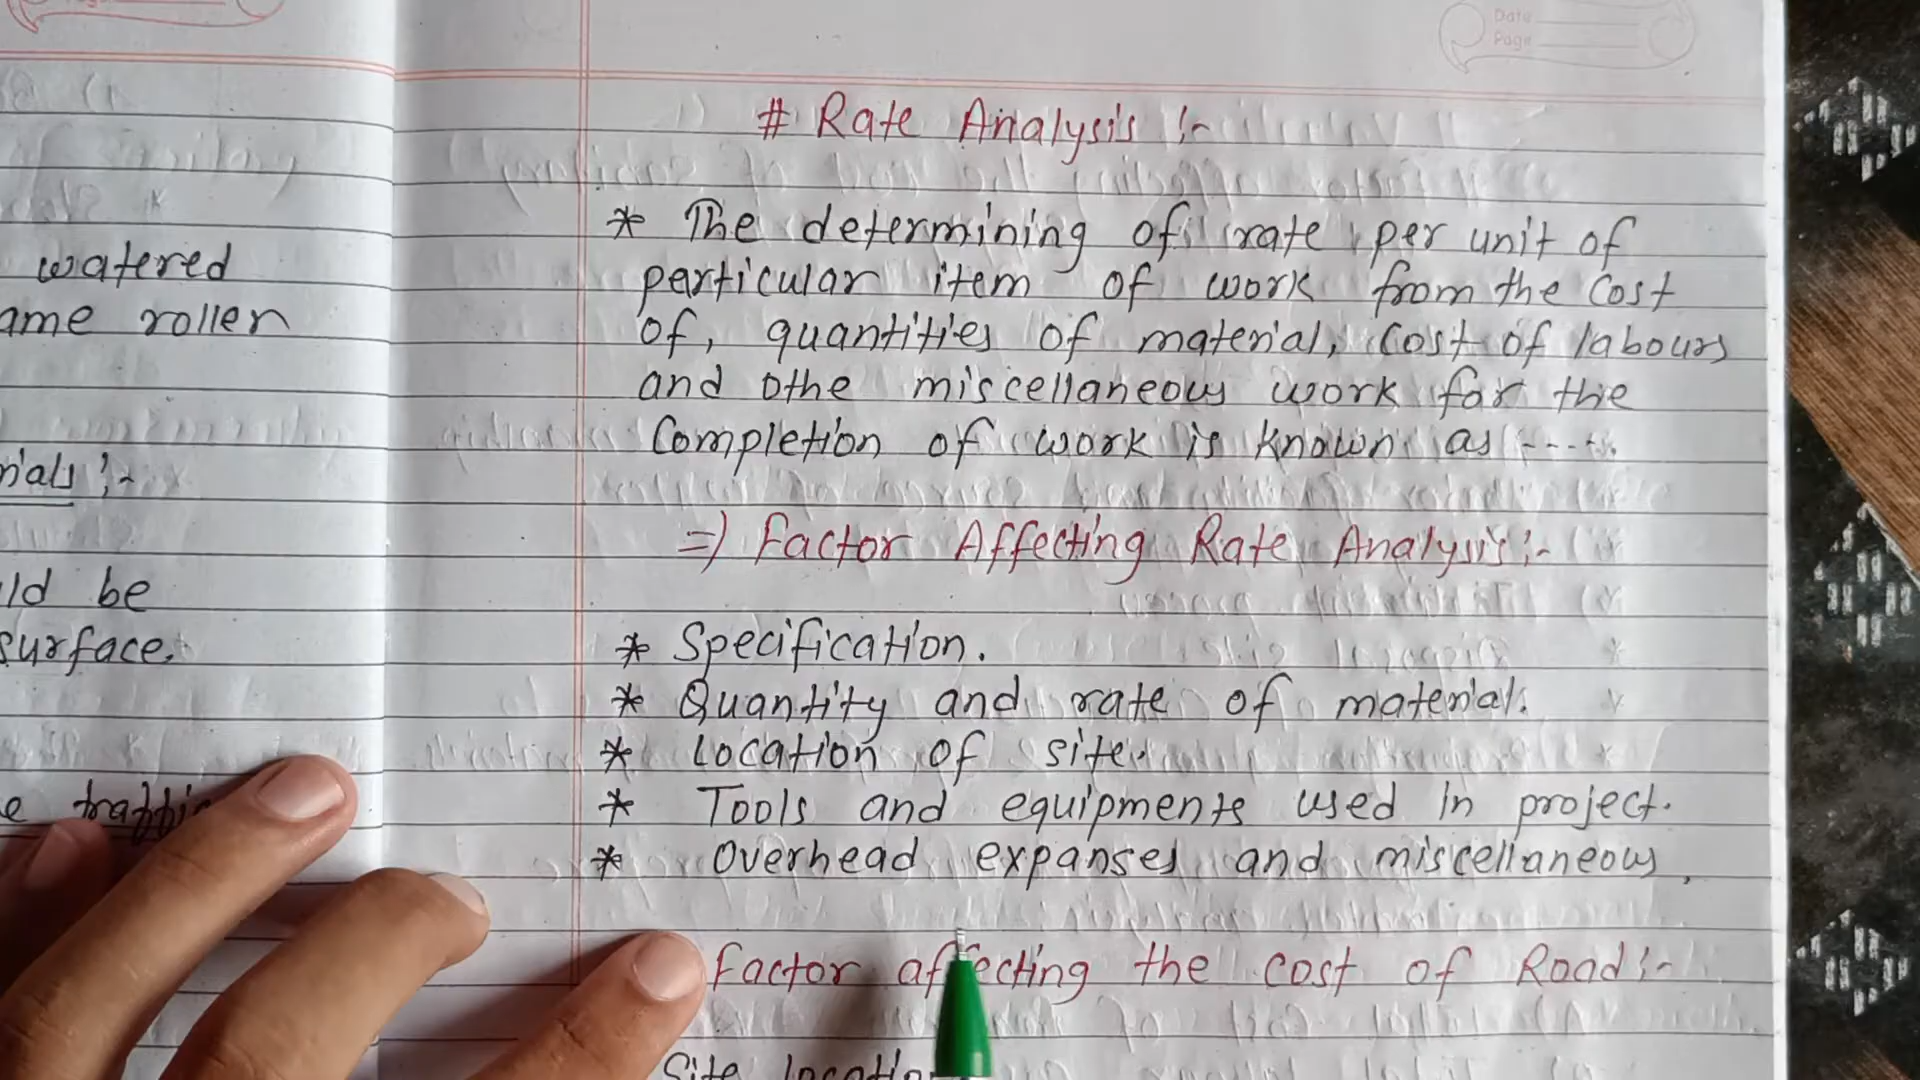 Date
Page
# Rate Analysis :-
* The determining of rate per unit of
particular item of work from the cost
of, quantities of material, cost of labours
and othe miscellaneous work for the
Completion of work is known as ----.
=) Factor Affecting Rate Analysis :-
* Specification.
* Quantity and rate of material.
* Location of site.
* Tools and equipments used in project.
* Overhead expanses and miscellaneous,
Factor affecting the cost of Road :-
Site
watered
ame roller
rials :-
ld be
surface.
e